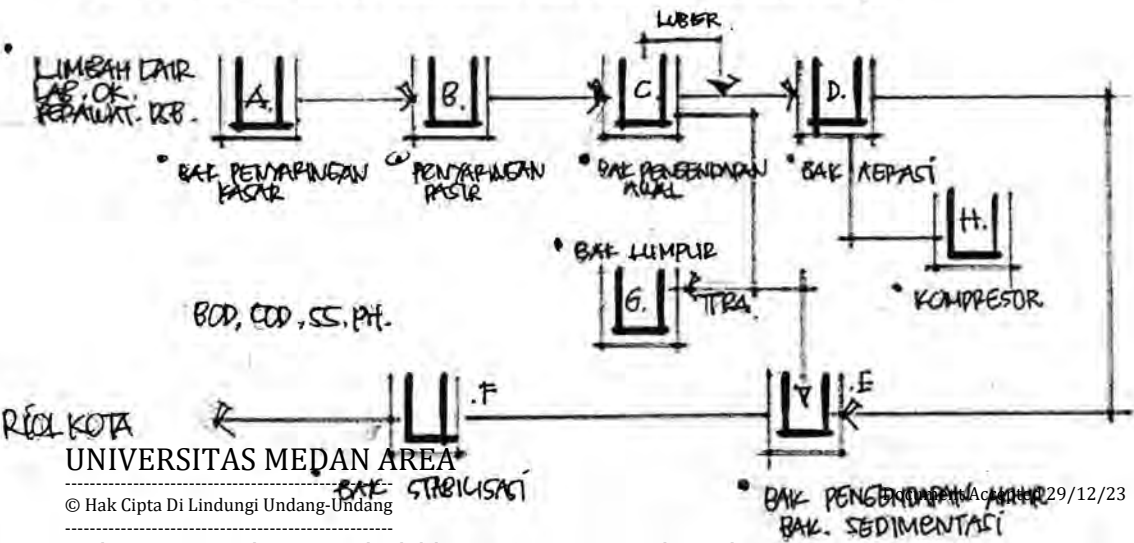 LUBER
LIMBAH CAIR
LAB. OK.
PERAWAT. DSB.
A.
B.
C.
D.
BAK PENYARINGAN
KASAR
PENYARINGAN
PASIR
BAK PENGENDAPAN
AWAL
BAK AERASI
H.
BAK LUMPUR
G.
KOMPRESOR
BOD, COD, SS, PH.
.F
.E
RIOL KOTA
UNIVERSITAS MEDAN AREA
BAK STABILISASI
© Hak Cipta Di Lindungi Undang-Undang
BAK PENGENDAPAN AKHIR
Document Accepted 29/12/23
BAK. SEDIMENTASI